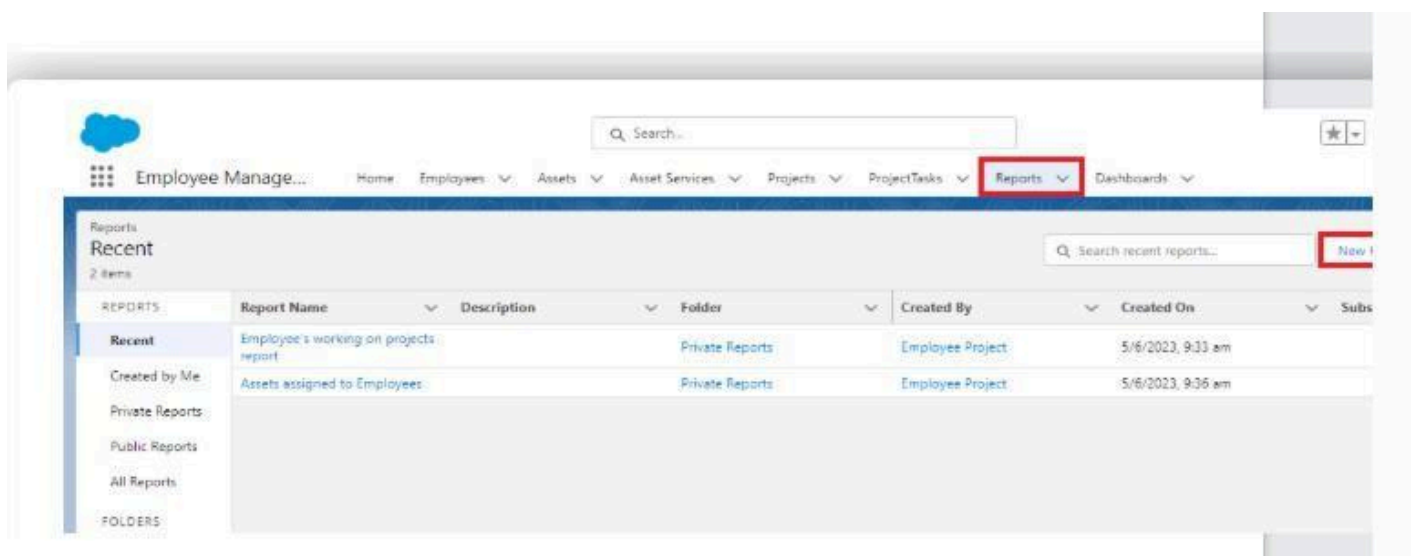 Search...
Employee Manage... Home Employees Assets Asset Services Projects ProjectTasks Reports Dashboards
Reports
Recent
2 items
Search recent reports...
New
REPORTS Report Name Description Folder Created By Created On Subs
Recent Employee's working on projects report Private Reports Employee Project 5/6/2023, 9:33 am
Created by Me Assets assigned to Employees Private Reports Employee Project 5/6/2023, 9:36 am
Private Reports
Public Reports
All Reports
FOLDERS